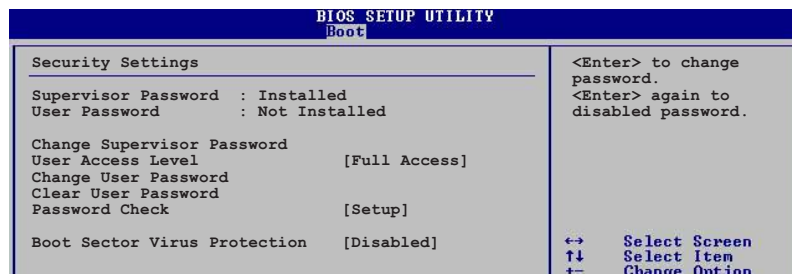 BIOS SETUP UTILITY
Boot
Security Settings
Supervisor Password : Installed
User Password : Not Installed
Change Supervisor Password
User Access Level [Full Access]
Change User Password
Clear User Password
Password Check [Setup]
Boot Sector Virus Protection [Disabled]
<Enter> to change
password.
<Enter> again to
disabled password.
←→ Select Screen
↑↓ Select Item
+- Change Option